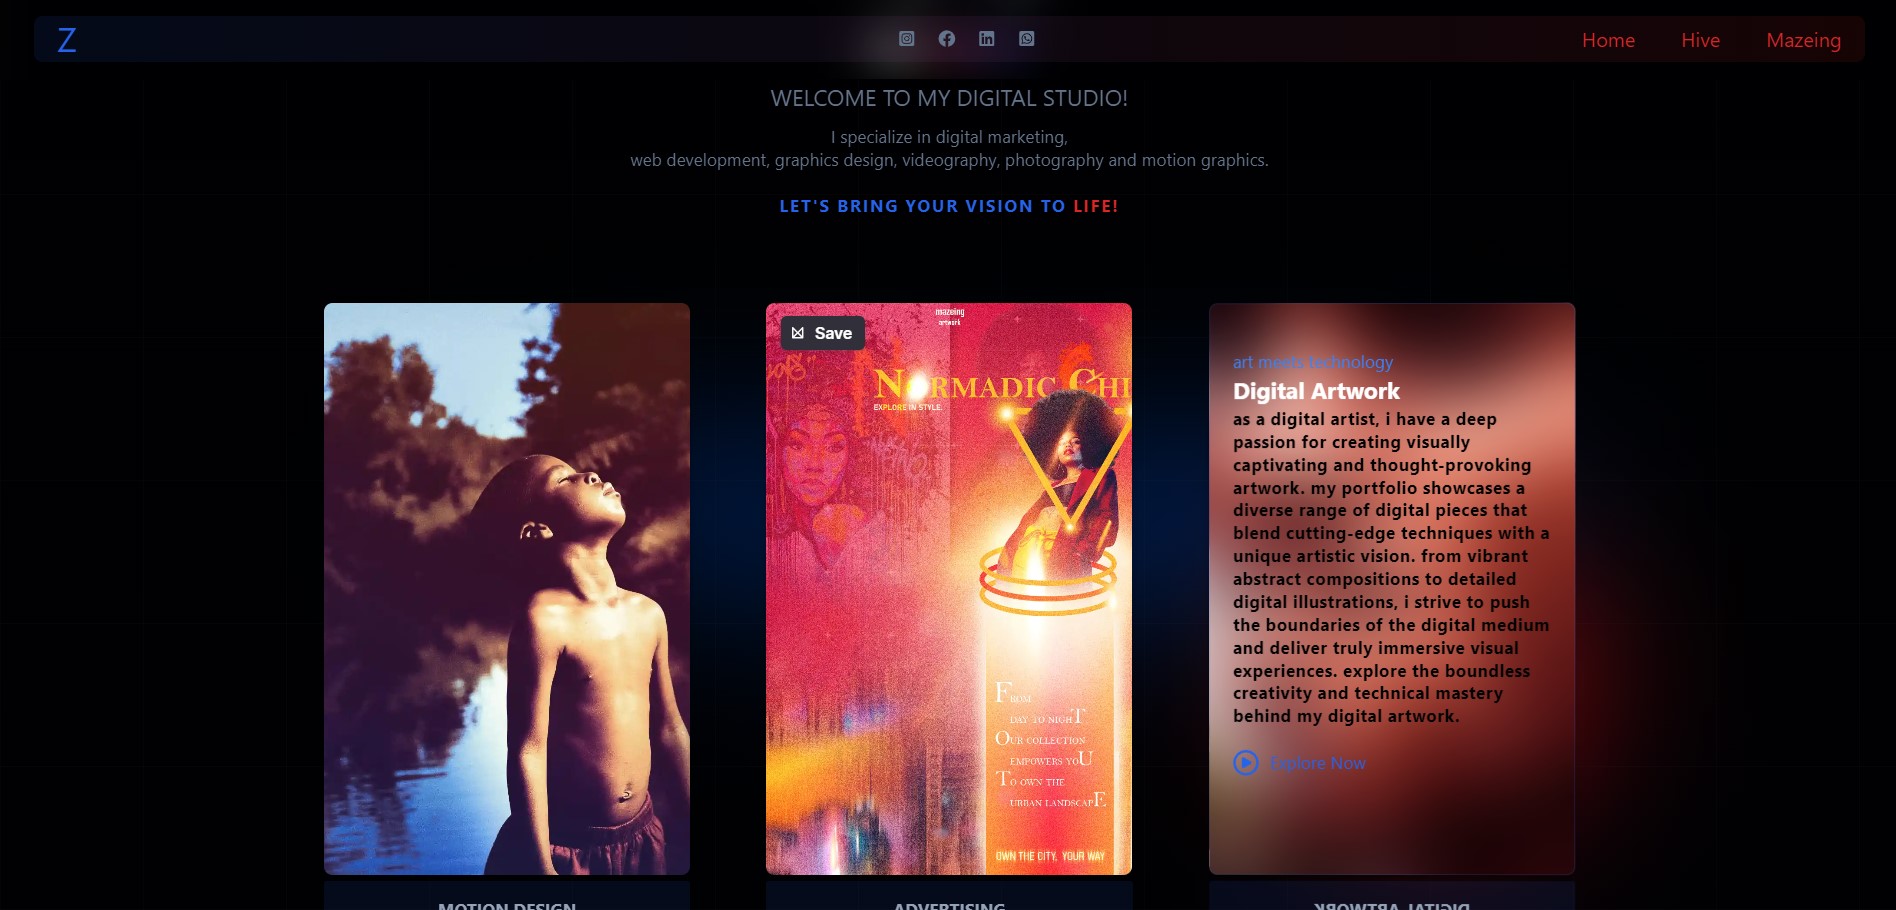 Z
Home Hive Mazeing
WELCOME TO MY DIGITAL STUDIO!
I specialize in digital marketing,
web development, graphics design, videography, photography and motion graphics.
LET'S BRING YOUR VISION TO LIFE!
mazeing
artwork
Save
NORMADIC CHI
EXPLORE IN STYLE.
FROM
DAY TO NIGHT
OUR COLLECTION
EMPOWERS YOU
TO OWN THE
URBAN LANDSCAPE
OWN THE CITY, YOUR WAY
art meets technology
Digital Artwork
as a digital artist, i have a deep
passion for creating visually
captivating and thought-provoking
artwork. my portfolio showcases a
diverse range of digital pieces that
blend cutting-edge techniques with a
unique artistic vision. from vibrant
abstract compositions to detailed
digital illustrations, i strive to push
the boundaries of the digital medium
and deliver truly immersive visual
experiences. explore the boundless
creativity and technical mastery
behind my digital artwork.
Explore Now
MOTION DESIGN
ADVERTISING
DIGITAL ARTWORK